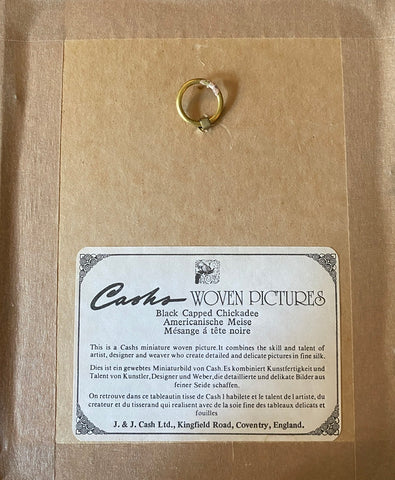 Cashs WOVEN PICTURES
Black Capped Chickadee
Americanische Meise
Mésange á tête noire
This is a Cashs miniature woven picture.It combines the skill and talent of
artist, designer and weaver who create detailed and delicate pictures in fine silk.
Dies ist ein gewebtes Miniaturbild von Cash.Es kombiniert Kunstfertigkeit und
Talent von Kunstler,Designer und Weber,die detaillierte und delikate Bilder aus
feiner Seide schaffen.
On retrouve dans ce tableautin tisse de Cash l habilete et le talent de l artiste, du
createur et du tisserand qui realisent avec de la soie fine des tableaux delicats et
fouilles
J. & J. Cash Ltd., Kingfield Road, Coventry, England.